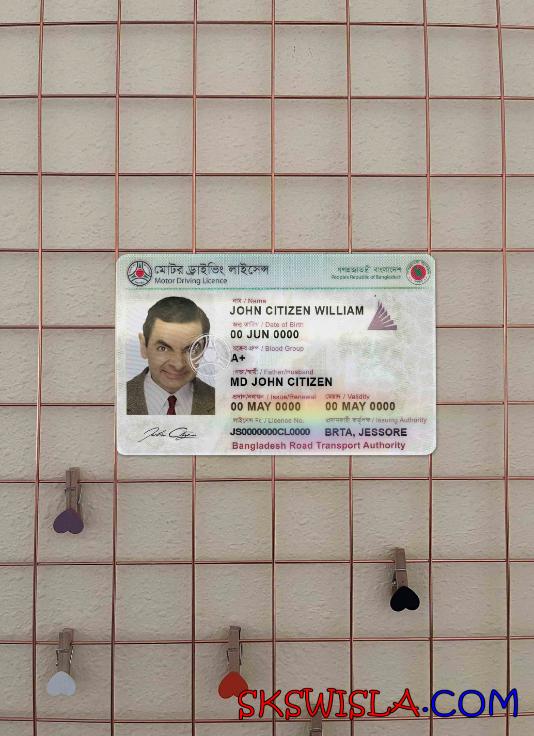 মোটর ড্রাইভিং লাইসেন্স
Motor Driving Licence
গণপ্রজাতন্ত্রী বাংলাদেশ
People's Republic of Bangladesh
নাম / Name
JOHN CITIZEN WILLIAM
জন্ম তারিখ / Date of Birth
00 JUN 0000
রক্তের গ্রুপ / Blood Group
A+
পিতা/স্বামী / Father/Husband
MD JOHN CITIZEN
প্রদান/নবায়ন / Issue/Renewal মেয়াদ / Validity
00 MAY 0000 00 MAY 0000
লাইসেন্স নং / Licence No. প্রদানকারী কর্তৃপক্ষ / Issuing Authority
JS0000000CL0000 BRTA, JESSORE
Bangladesh Road Transport Authority
SKSWISLA.COM